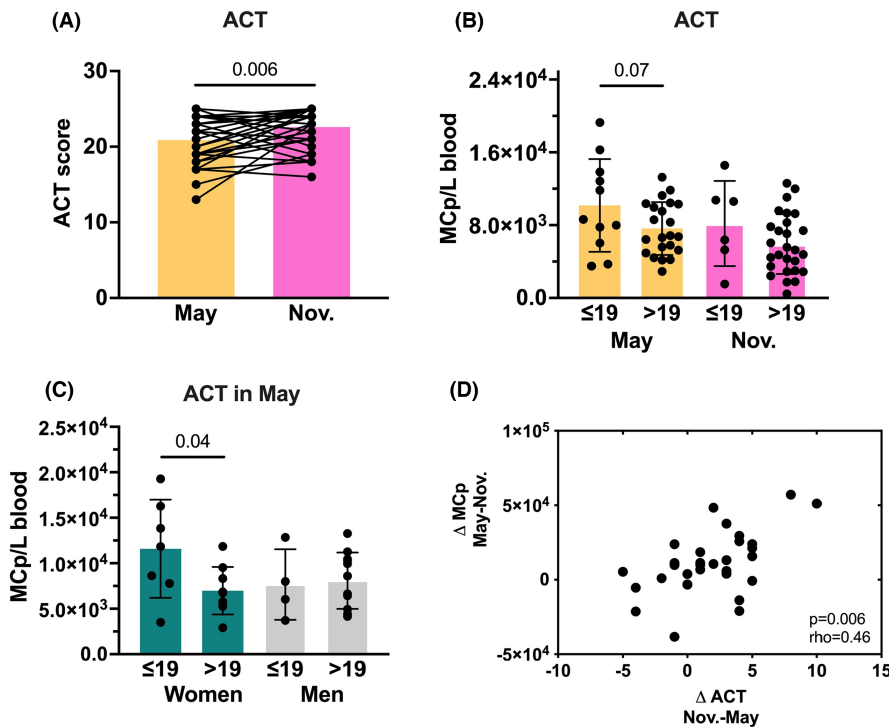 (A)
ACT
0.006
30
20
10
0
ACT score
May
Nov.
(B)
ACT
0.07
2.4×10⁴
1.6×10⁴
8.0×10³
0.0
MCp/L blood
≤19 >19 ≤19 >19
May Nov.
(C)
ACT in May
0.04
2.5×10⁴
2.0×10⁴
1.5×10⁴
1.0×10⁴
5.0×10³
0.0
MCp/L blood
≤19 >19 ≤19 >19
Women Men
(D)
1×10⁵
5×10⁴
0
-5×10⁴
Δ MCp
May-Nov.
p=0.006
rho=0.46
-10 -5 0 5 10 15
Δ ACT
Nov.-May